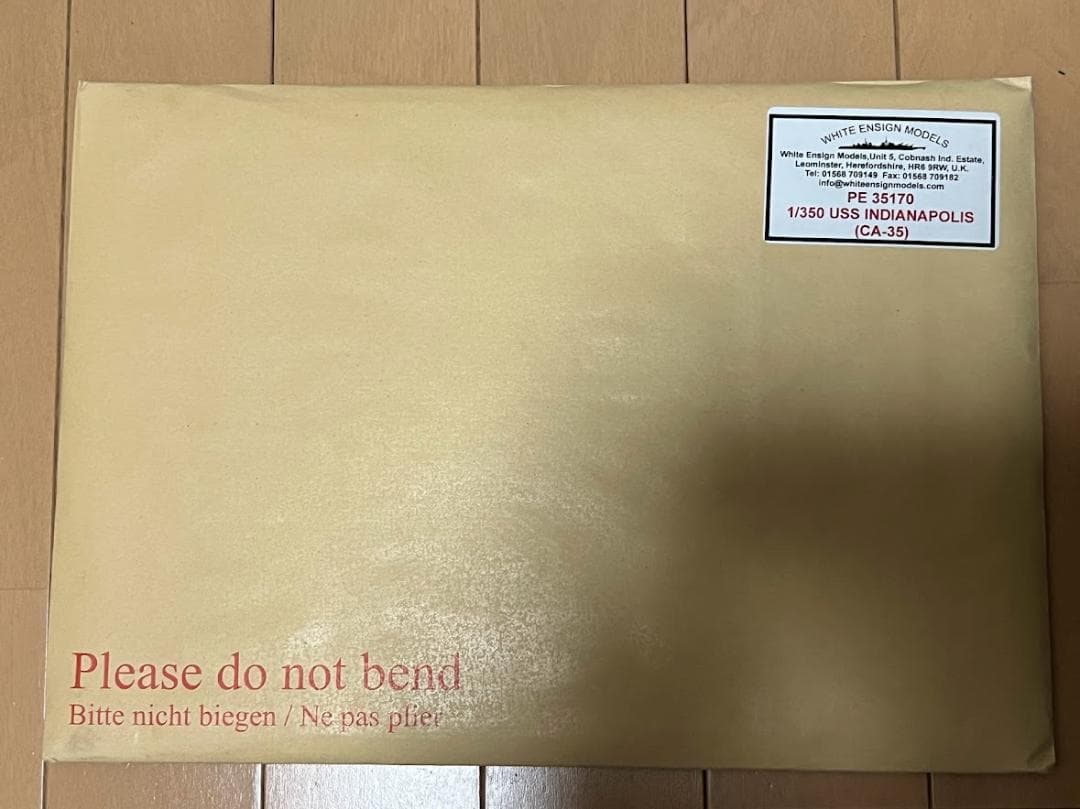 WHITE ENSIGN MODELS
White Ensign Models,Unit 5, Cobnash Ind. Estate,
Leominster, Herefordshire, HR6 9RW, U.K.
Tel: 01568 709149 Fax: 01568 709182
info@whiteensignmodels.com
PE 35170
1/350 USS INDIANAPOLIS
(CA-35)
Please do not bend
Bitte nicht biegen / Ne pas plier